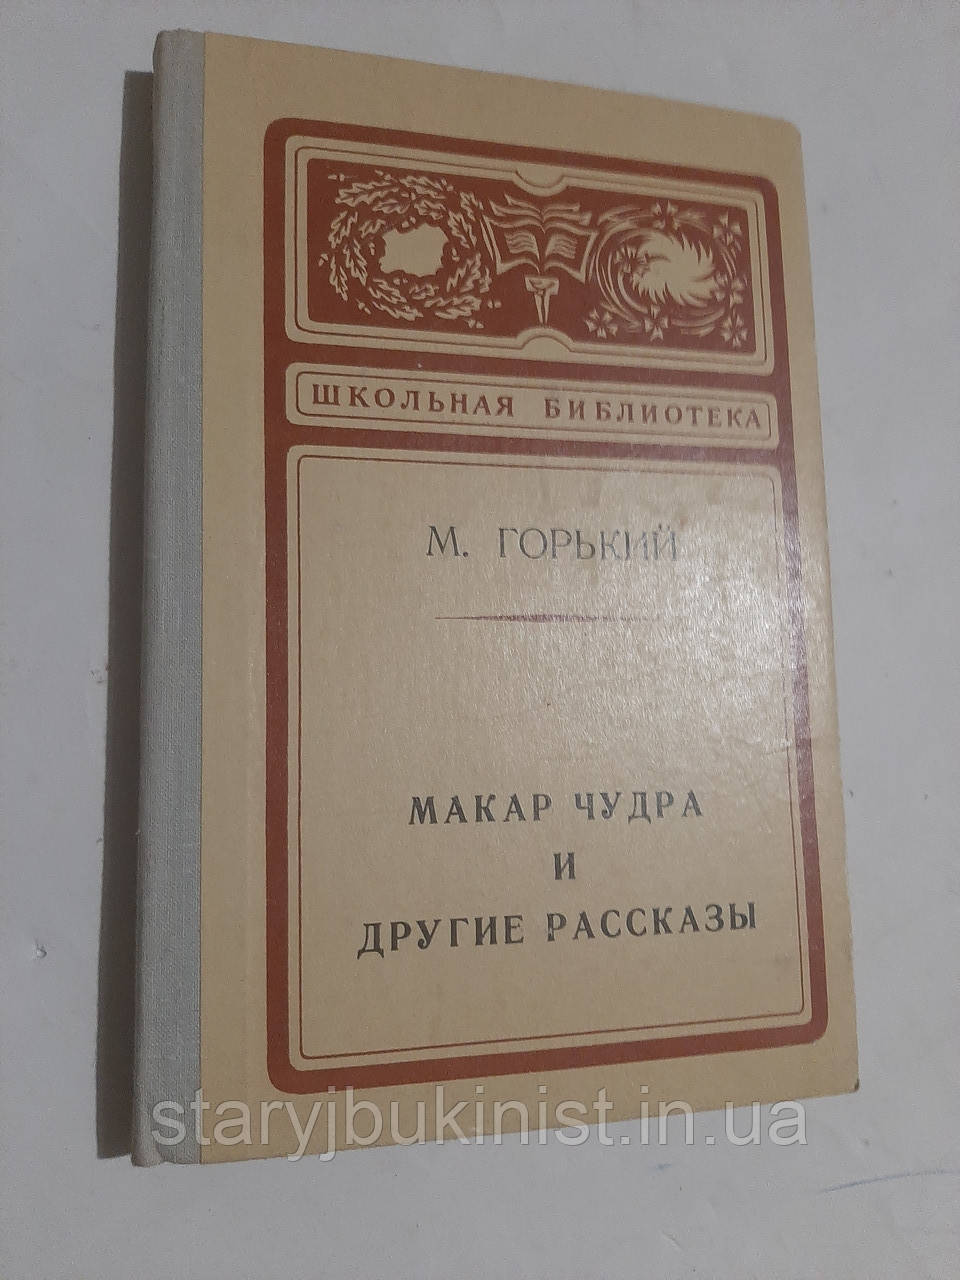 ШКОЛЬНАЯ БИБЛИОТЕКА
М. ГОРЬКИЙ
МАКАР ЧУДРА
И
ДРУГИЕ РАССКАЗЫ
staryjbukinist.in.ua